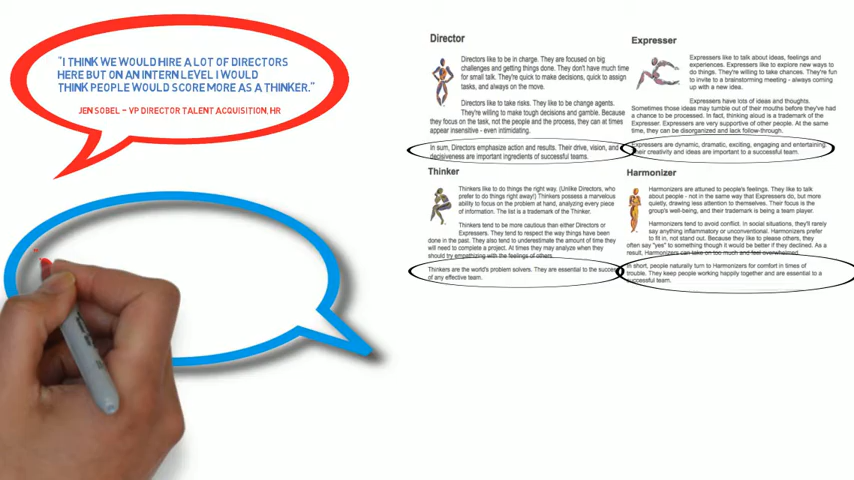 "I THINK WE WOULD HIRE A LOT OF DIRECTORS
HERE BUT ON AN INTERN LEVEL I WOULD
THINK PEOPLE WOULD SCORE MORE AS A THINKER."
JEN SOBEL – VP DIRECTOR TALENT ACQUISITION, HR
"
Director
Directors like to be in charge. They are focused on big
challenges and getting things done. They don't have much time
for small talk. They're quick to make decisions, quick to assign
tasks, and always on the move.
Directors like to take risks. They like to be change agents.
They're willing to make tough decisions and gamble. Because
they focus on the task, not the people and the process, they can at times
appear insensitive - even intimidating.
In sum, Directors emphasize action and results. Their drive, vision, and
decisiveness are important ingredients of successful teams.
Expresser
Expressers like to talk about ideas, feelings and
experiences. Expressers like to explore new ways to
do things. They're willing to take chances. They're fun
to invite to a brainstorming meeting - always coming
up with a new idea.
Expressers have lots of ideas and thoughts.
Sometimes those ideas may tumble out of their mouths before they've had
a chance to be processed. In fact, thinking aloud is a trademark of the
Expresser. Expressers are very supportive of other people. At the same
time, they can be disorganized and lack follow-through.
Expressers are dynamic, dramatic, exciting, engaging and entertaining.
Their creativity and ideas are important to a successful team.
Thinker
Thinkers like to do things the right way. (Unlike Directors, who
prefer to do things right away!) Thinkers possess a marvelous
ability to focus on the problem at hand, analyzing every piece
of information. The list is a trademark of the Thinker.
Thinkers tend to be more cautious than either Directors or
Expressers. They tend to respect the way things have been
done in the past. They also tend to underestimate the amount of time they
will need to complete a project. At times they may analyze when they
should try empathizing with the feelings of others.
Thinkers are the world's problem solvers. They are essential to the success
of any effective team.
Harmonizer
Harmonizers are attuned to people's feelings. They like to talk
about people - not in the same way that Expressers do, but more
quietly, drawing less attention to themselves. Their focus is the
group's well-being, and their trademark is being a team player.
Harmonizers tend to avoid conflict. In social situations, they'll rarely
say anything inflammatory or unconventional. Harmonizers prefer
to fit in, not stand out. Because they like to please others, they
often say "yes" to something though it would be better if they declined. As a
result, Harmonizers can take on too much and feel overwhelmed.
In short, people naturally turn to Harmonizers for comfort in times of
trouble. They keep people working happily together and are essential to a
successful team.